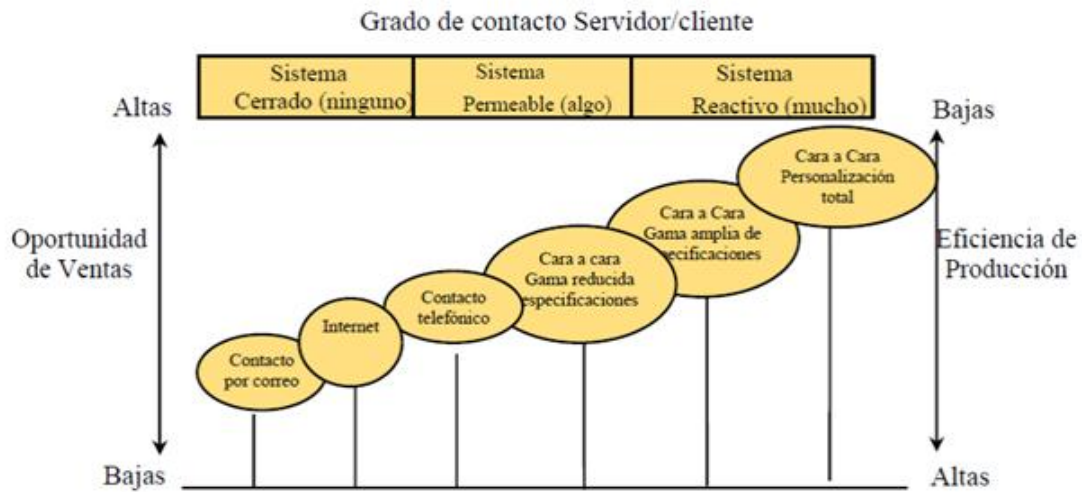 Grado de contacto Servidor/cliente
Sistema
Cerrado (ninguno)
Sistema
Permeable (algo)
Sistema
Reactivo (mucho)
Altas
Bajas
Oportunidad
de Ventas
Eficiencia de
Producción
Cara a Cara
Personalización
total
Cara a Cara
Gama amplia de
especificaciones
Cara a cara
Gama reducida
especificaciones
Contacto
telefónico
Internet
Contacto
por correo
Bajas
Altas